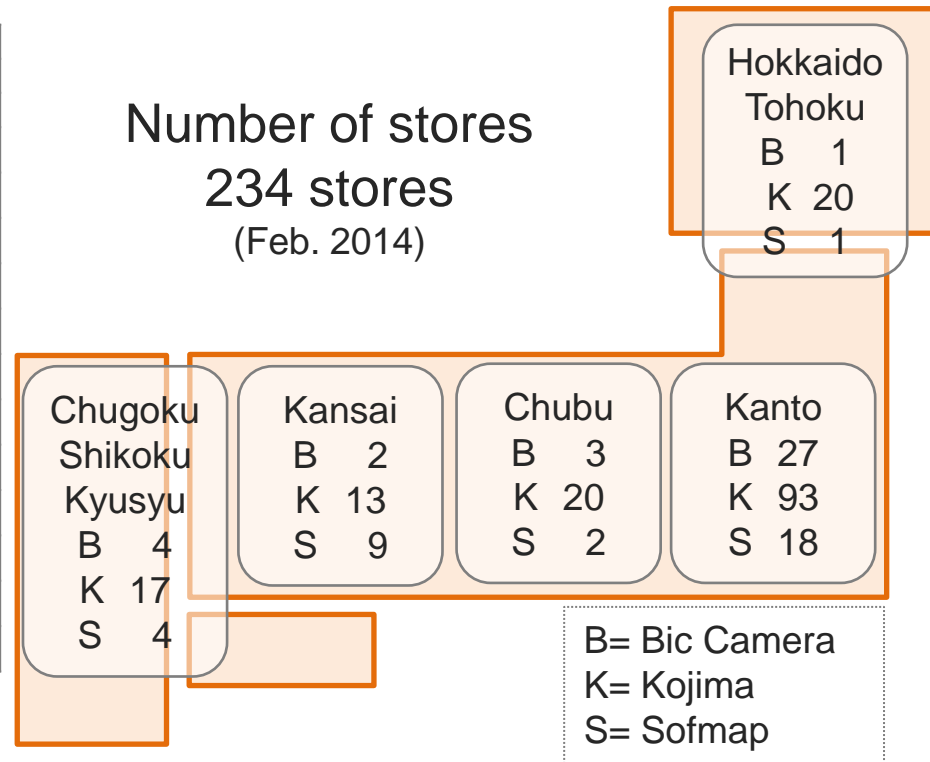 Number of stores
234 stores
(Feb. 2014)
Hokkaido
Tohoku
B 1
K 20
S 1
Chugoku
Shikoku
Kyusyu
B 4
K 17
S 4
Kansai
B 2
K 13
S 9
Chubu
B 3
K 20
S 2
Kanto
B 27
K 93
S 18
B= Bic Camera
K= Kojima
S= Sofmap